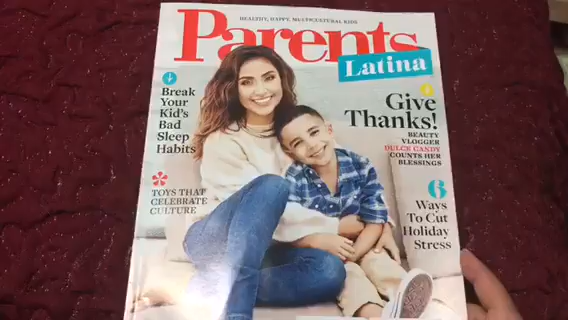 HEALTHY, HAPPY, MULTICULTURAL KIDS
Parents
Latina
Break
Your
Kid's
Bad
Sleep
Habits
TOYS THAT
CELEBRATE
CULTURE
Give
Thanks!
BEAUTY
VLOGGER
DULCE CANDY
COUNTS HER
BLESSINGS
6
Ways
To Cut
Holiday
Stress